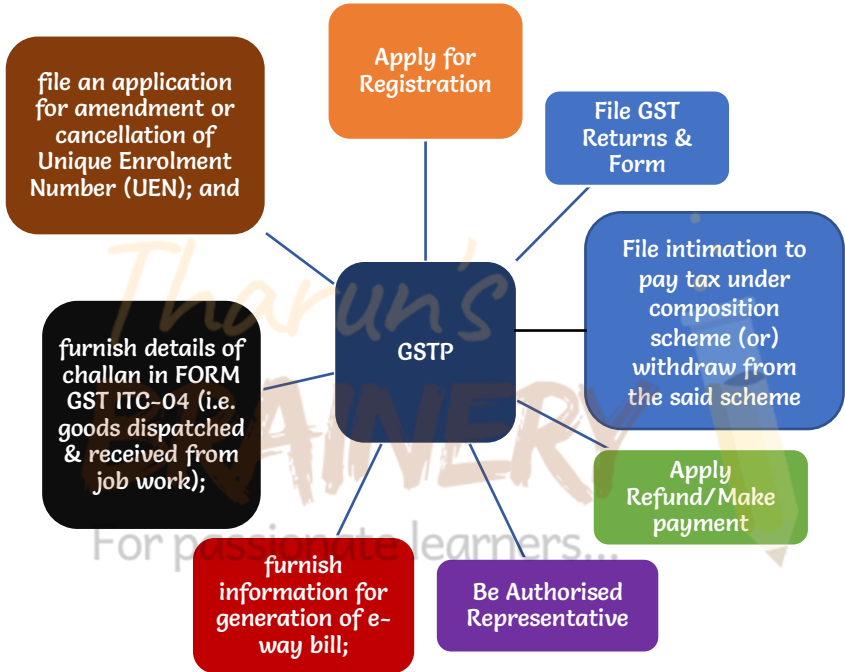 Apply for
Registration
file an application
for amendment or
cancellation of
Unique Enrolment
Number (UEN); and
File GST
Returns &
Form
File intimation to
pay tax under
composition
scheme (or)
withdraw from
the said scheme
GSTP
furnish details of
challan in FORM
GST ITC-04 (i.e.
goods dispatched
& received from
job work);
Apply
Refund/Make
payment
furnish
information for
generation of e-
way bill;
Be Authorised
Representative
Tharun's
BRAINERY
For passionate learners...